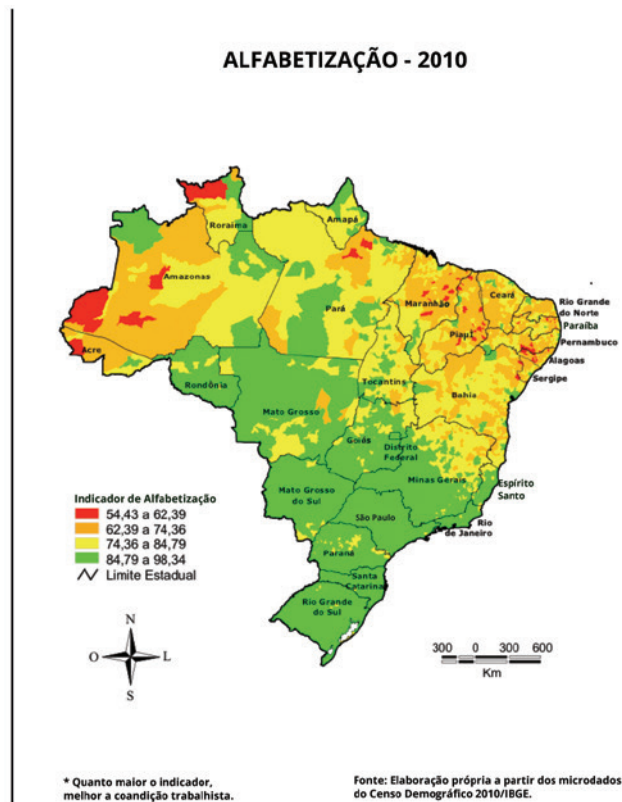 ALFABETIZAÇÃO - 2010
Roraima
Amapá
Amazonas
Pará
Maranhão
Ceará
Rio Grande
do Norte
Paraíba
Piauí
Pernambuco
Acre
Alagoas
Sergipe
Rondônia
Tocantins
Bahia
Mato Grosso
Goiás
Distrito
Federal
Minas Gerais
Espírito
Santo
Mato Grosso
do Sul
São Paulo
Rio
de Janeiro
Paraná
Santa
Catarina
Rio Grande
do Sul
Indicador de Alfabetização
54,43 a 62,39
62,39 a 74,36
74,36 a 84,79
84,79 a 98,34
Limite Estadual
N
O L
S
300 0 300 600
Km
* Quanto maior o indicador,
melhor a coandição trabalhista.
Fonte: Elaboração própria a partir dos microdados
do Censo Demográfico 2010/IBGE.